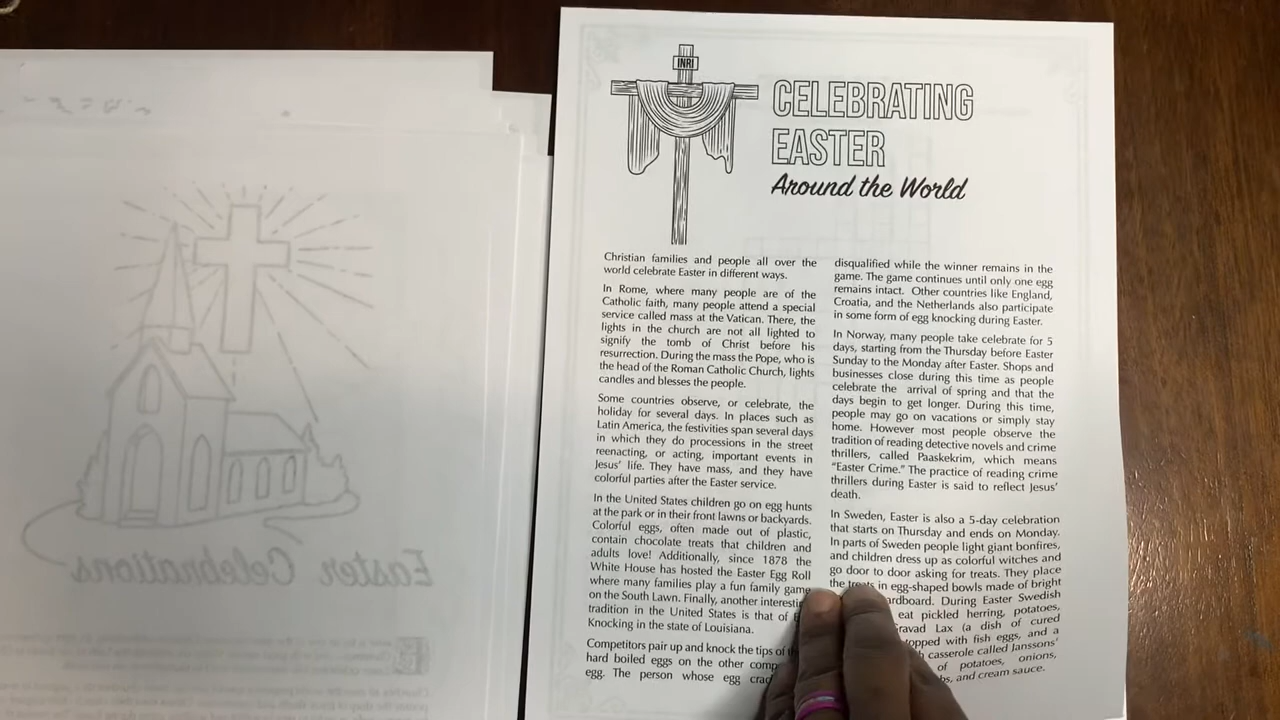 INRI
CELEBRATING
EASTER
Around the World
Christian families and people all over the
world celebrate Easter in different ways.
In Rome, where many people are of the
Catholic faith, many people attend a special
service called mass at the Vatican. There, the
lights in the church are not all lighted to
signify the tomb of Christ before his
resurrection. During the mass the Pope, who is
the head of the Roman Catholic Church, lights
candles and blesses the people.
Some countries observe, or celebrate, the
holiday for several days. In places such as
Latin America, the festivities span several days
in which they do processions in the street
reenacting, or acting, important events in
Jesus' life. They have mass, and they have
colorful parties after the Easter service.
In the United States children go on egg hunts
at the park or in their front lawns or backyards.
Colorful eggs, often made out of plastic,
contain chocolate treats that children and
adults love! Additionally, since 1878 the
White House has hosted the Easter Egg Roll
where many families play a fun family game
on the South Lawn. Finally, another
tradition in the United States is that of
Knocking in the state of Louisiana.
Competitors pair up and knock the tips of
hard boiled eggs on the other
egg. The person whose egg
disqualified while the winner remains in the
game. The game continues until only one egg
remains intact. Other countries like England,
Croatia, and the Netherlands also participate
in some form of egg knocking during Easter.
In Norway, many people take celebrate for 5
days, starting from the Thursday before Easter
Sunday to the Monday after Easter. Shops and
businesses close during this time as people
celebrate the arrival of spring and that the
days begin to get longer. During this time,
people may go on vacations or simply stay
home. However most people observe the
tradition of reading detective novels and crime
thrillers, called Paaskekrim, which means
"Easter Crime." The practice of reading crime
thrillers during Easter is said to reflect Jesus'
death.
In Sweden, Easter is also a 5-day celebration
that starts on Thursday and ends on Monday.
In parts of Sweden people light giant bonfires,
and children dress up as colorful witches and
go door to door asking for treats. They place
the treats in egg-shaped bowls made of bright
During Easter Swedish
eat pickled herring, potatoes,
Gravad Lax (a dish of cured
topped with fish eggs, and a
casserole called Janssons'
of potatoes, onions,
and cream sauce.
Easter Celebrations